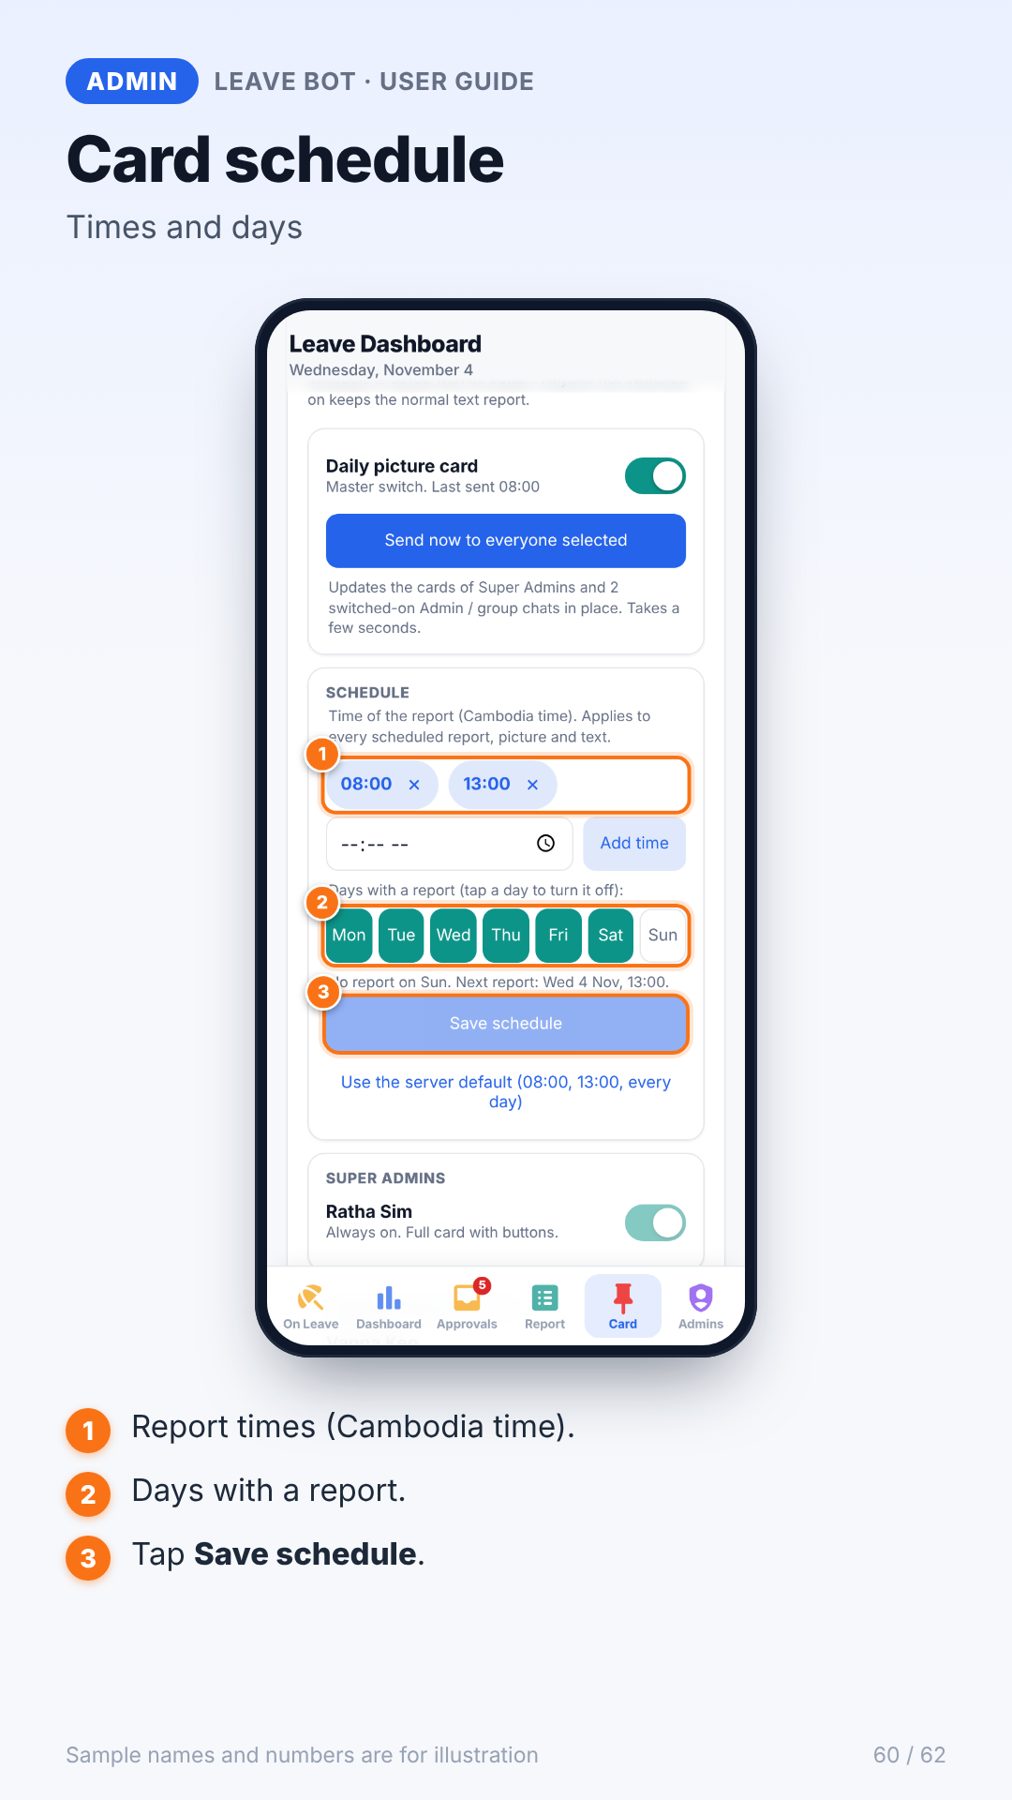 ADMIN
LEAVE BOT · USER GUIDE
Card schedule
Times and days
Leave Dashboard
Wednesday, November 4
on keeps the normal text report.
Daily picture card
Master switch. Last sent 08:00
Send now to everyone selected
Updates the cards of Super Admins and 2
switched-on Admin / group chats in place. Takes a
few seconds.
SCHEDULE
Time of the report (Cambodia time). Applies to
every scheduled report, picture and text.
1
08:00 ×
13:00 ×
--:-- --
Add time
Days with a report (tap a day to turn it off):
2
Mon Tue Wed Thu Fri Sat Sun
No report on Sun. Next report: Wed 4 Nov, 13:00.
3
Save schedule
Use the server default (08:00, 13:00, every
day)
SUPER ADMINS
Ratha Sim
Always on. Full card with buttons.
5
On Leave Dashboard Approvals Report Card Admins
1 Report times (Cambodia time).
2 Days with a report.
3 Tap Save schedule.
Sample names and numbers are for illustration
60 / 62